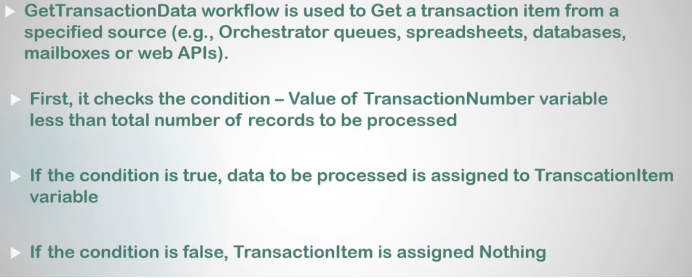 GetTransactionData workflow is used to Get a transaction item from a
specified source (e.g., Orchestrator queues, spreadsheets, databases,
mailboxes or web APIs).
First, it checks the condition – Value of TransactionNumber variable
less than total number of records to be processed
If the condition is true, data to be processed is assigned to TranscationItem
variable
If the condition is false, TransactionItem is assigned Nothing